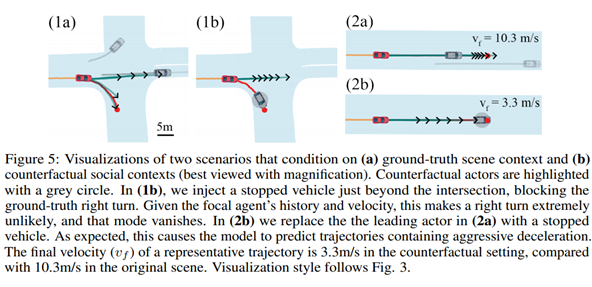 (1a)
(1b)
(2a)
vf = 10.3 m/s
(2b)
vf = 3.3 m/s
5m
Figure 5: Visualizations of two scenarios that condition on (a) ground-truth scene context and (b)
counterfactual social contexts (best viewed with magnification). Counterfactual actors are highlighted
with a grey circle. In (1b), we inject a stopped vehicle just beyond the intersection, blocking the
ground-truth right turn. Given the focal agent's history and velocity, this makes a right turn extremely
unlikely, and that mode vanishes. In (2b) we replace the the leading actor in (2a) with a stopped
vehicle. As expected, this causes the model to predict trajectories containing aggressive deceleration.
The final velocity (vf) of a representative trajectory is 3.3m/s in the counterfactual setting, compared
with 10.3m/s in the original scene. Visualization style follows Fig. 3.